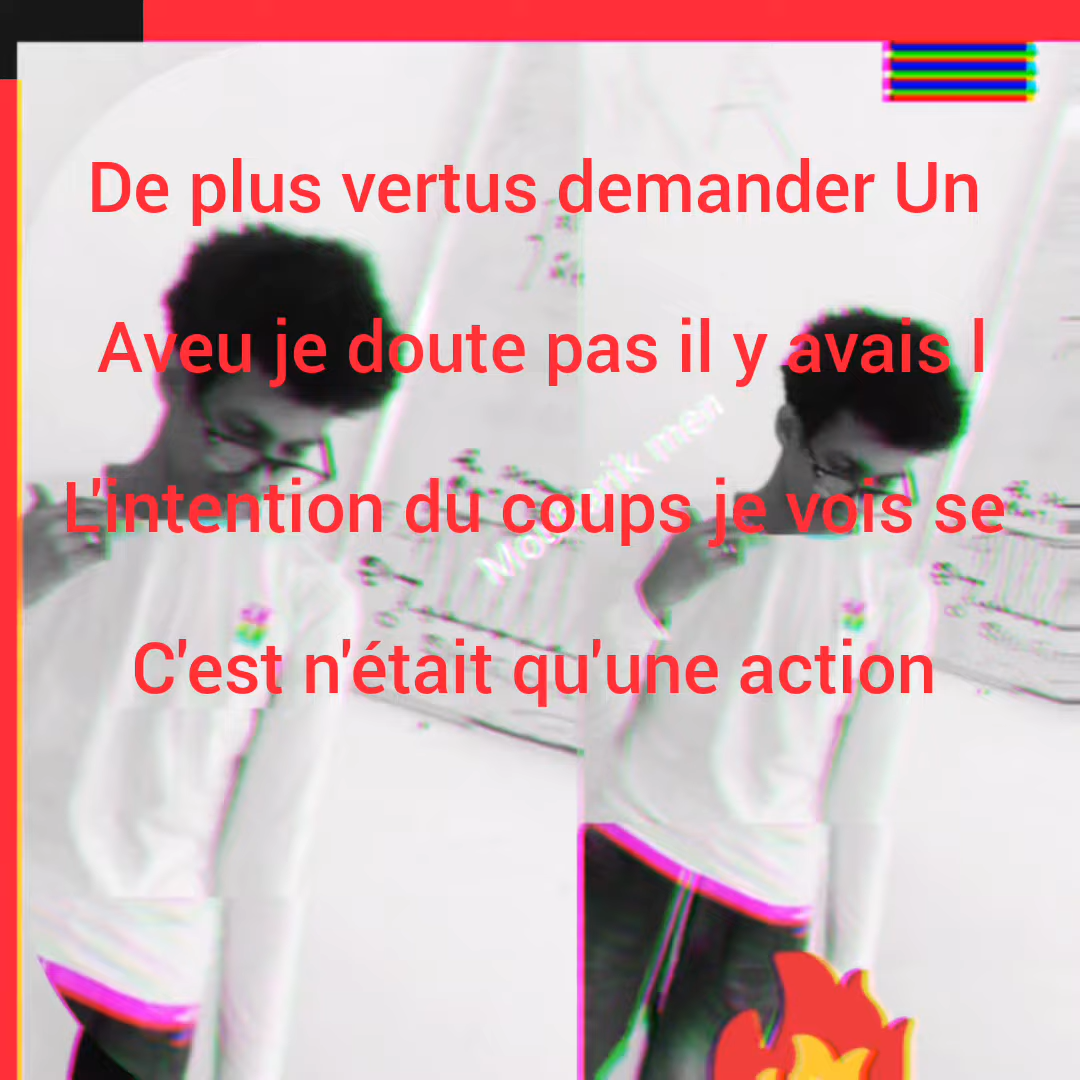 De plus vertus demander Un
Aveu je doute pas il y avais l
L'intention du coups je vois se
C'est n'était qu'une action